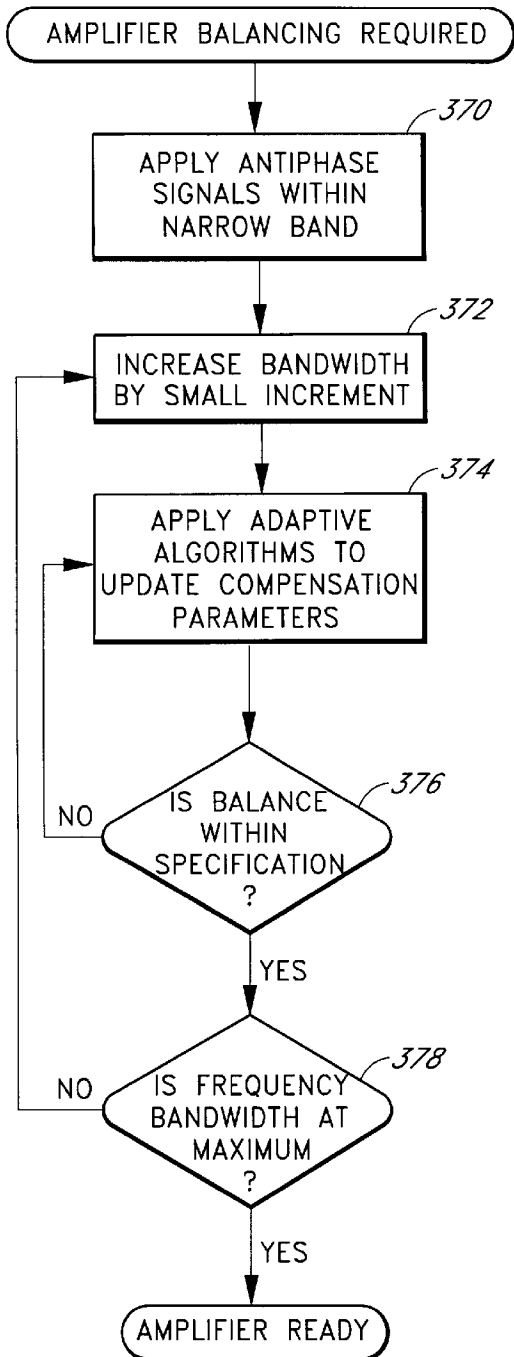 AMPLIFIER BALANCING REQUIRED
370
APPLY ANTIPHASE
SIGNALS WITHIN
NARROW BAND
372
INCREASE BANDWIDTH
BY SMALL INCREMENT
374
APPLY ADAPTIVE
ALGORITHMS TO
UPDATE COMPENSATION
PARAMETERS
376
IS BALANCE
WITHIN
SPECIFICATION
?
NO
YES
378
IS FREQUENCY
BANDWIDTH AT
MAXIMUM
?
NO
YES
AMPLIFIER READY